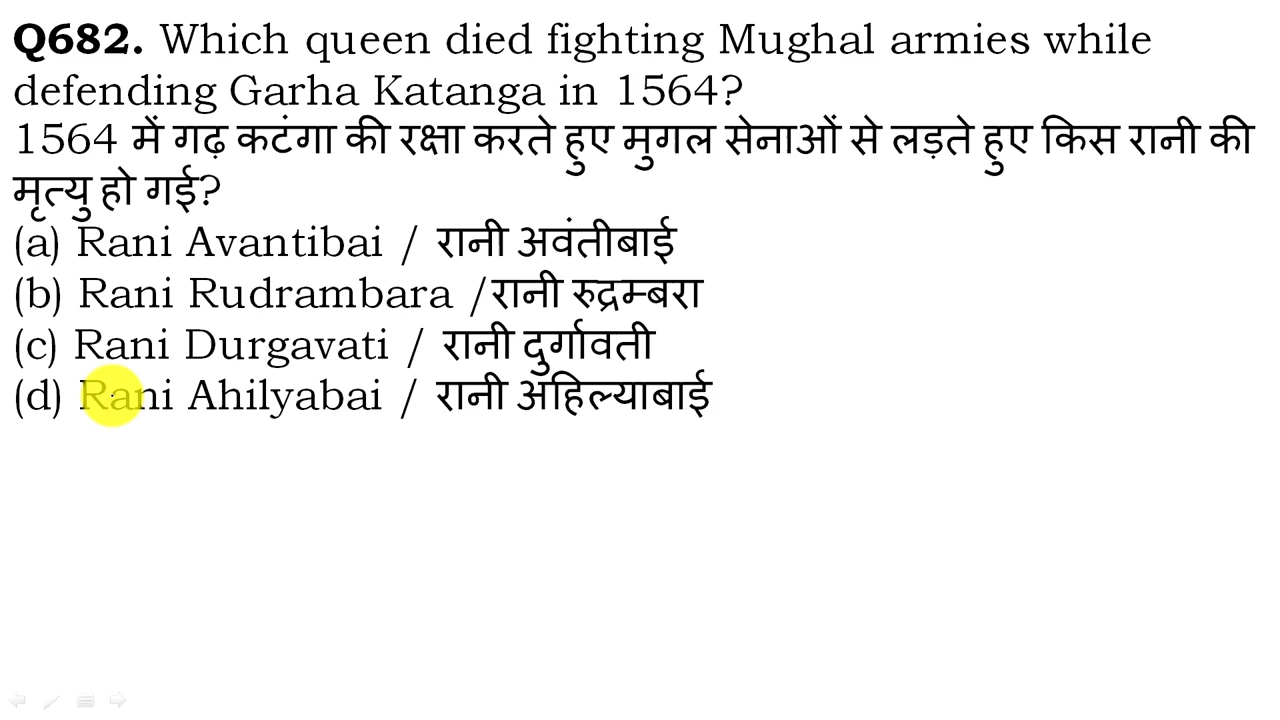 Q682. Which queen died fighting Mughal armies while
defending Garha Katanga in 1564?
1564 में गढ़ कटंगा की रक्षा करते हुए मुगल सेनाओं से लड़ते हुए किस रानी की
मृत्यु हो गई?
(a) Rani Avantibai / रानी अवंतीबाई
(b) Rani Rudrambara /रानी रुद्रम्बरा
(c) Rani Durgavati / रानी दुर्गावती
(d) Rani Ahilyabai / रानी अहिल्याबाई